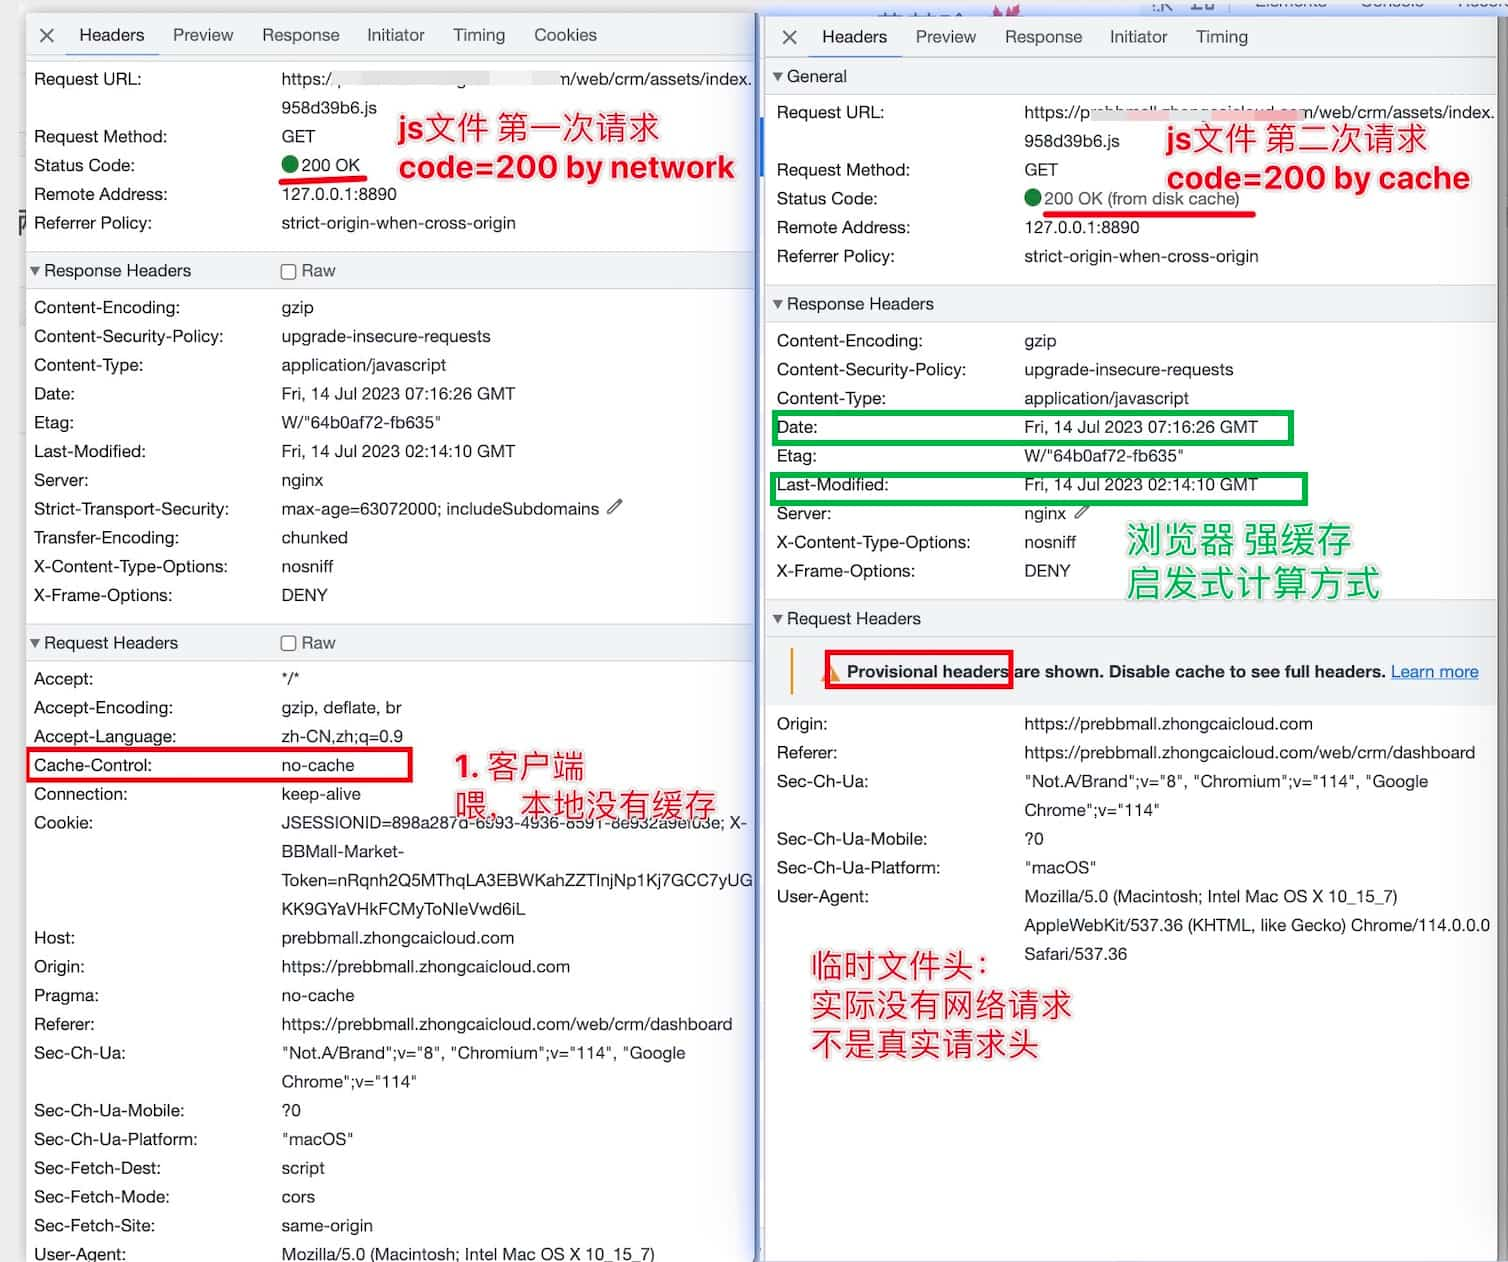 Headers Preview Response Initiator Timing Cookies
Request URL: https:/ n/web/crm/assets/index.
958d39b6.js
Request Method: GET
Status Code: 200 OK
Remote Address: 127.0.0.1:8890
Referrer Policy: strict-origin-when-cross-origin
js文件 第一次请求
code=200 by network
Response Headers Raw
Content-Encoding: gzip
Content-Security-Policy: upgrade-insecure-requests
Content-Type: application/javascript
Date: Fri, 14 Jul 2023 07:16:26 GMT
Etag: W/"64b0af72-fb635"
Last-Modified: Fri, 14 Jul 2023 02:14:10 GMT
Server: nginx
Strict-Transport-Security: max-age=63072000; includeSubdomains
Transfer-Encoding: chunked
X-Content-Type-Options: nosniff
X-Frame-Options: DENY
Request Headers Raw
Accept: */*
Accept-Encoding: gzip, deflate, br
Accept-Language: zh-CN,zh;q=0.9
Cache-Control: no-cache
1. 客户端
喂，本地没有缓存
Connection: keep-alive
Cookie: JSESSIONID=898a287d-6993-4936-8591-8e932a9ef03e; X-
BBMall-Market-
Token=nRqnh2Q5MThqLA3EBWKahZZTInjNp1Kj7GCC7yUG
KK9GYaVHkFCMyToNleVwd6iL
Host: prebbmall.zhongcaicloud.com
Origin: https://prebbmall.zhongcaicloud.com
Pragma: no-cache
Referer: https://prebbmall.zhongcaicloud.com/web/crm/dashboard
Sec-Ch-Ua: "Not.A/Brand";v="8", "Chromium";v="114", "Google
Chrome";v="114"
Sec-Ch-Ua-Mobile: ?0
Sec-Ch-Ua-Platform: "macOS"
Sec-Fetch-Dest: script
Sec-Fetch-Mode: cors
Sec-Fetch-Site: same-origin
User-Agent: Mozilla/5.0 (Macintosh; Intel Mac OS X 10_15_7)
Headers Preview Response Initiator Timing
General
Request URL: https://prebbmall.zhongcaicloud.com/web/crm/assets/index.
958d39b6.js
Request Method: GET
Status Code: 200 OK (from disk cache)
Remote Address: 127.0.0.1:8890
Referrer Policy: strict-origin-when-cross-origin
js文件 第二次请求
code=200 by cache
Response Headers
Content-Encoding: gzip
Content-Security-Policy: upgrade-insecure-requests
Content-Type: application/javascript
Date: Fri, 14 Jul 2023 07:16:26 GMT
Etag: W/"64b0af72-fb635"
Last-Modified: Fri, 14 Jul 2023 02:14:10 GMT
Server: nginx
X-Content-Type-Options: nosniff
X-Frame-Options: DENY
浏览器 强缓存
启发式计算方式
Request Headers
Provisional headers are shown. Disable cache to see full headers. Learn more
Origin: https://prebbmall.zhongcaicloud.com
Referer: https://prebbmall.zhongcaicloud.com/web/crm/dashboard
Sec-Ch-Ua: "Not.A/Brand";v="8", "Chromium";v="114", "Google
Chrome";v="114"
Sec-Ch-Ua-Mobile: ?0
Sec-Ch-Ua-Platform: "macOS"
User-Agent: Mozilla/5.0 (Macintosh; Intel Mac OS X 10_15_7)
AppleWebKit/537.36 (KHTML, like Gecko) Chrome/114.0.0.0
Safari/537.36
临时文件头：
实际没有网络请求
不是真实请求头